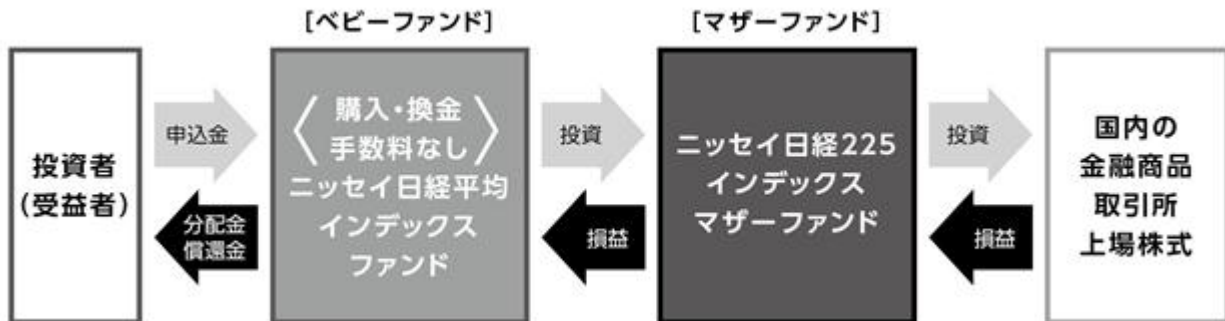 [ベビーファンド]
[マザーファンド]
投資者
(受益者)
申込金
分配金
償還金
〈購入・換金
手数料なし〉
ニッセイ日経平均
インデックス
ファンド
投資
損益
ニッセイ日経225
インデックス
マザーファンド
投資
損益
国内の
金融商品
取引所
上場株式